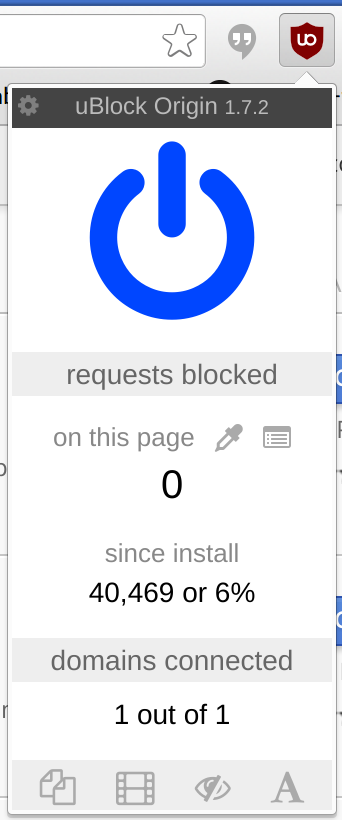 uBlock Origin 1.7.2
requests blocked
on this page
0
since install
40,469 or 6%
domains connected
1 out of 1
A